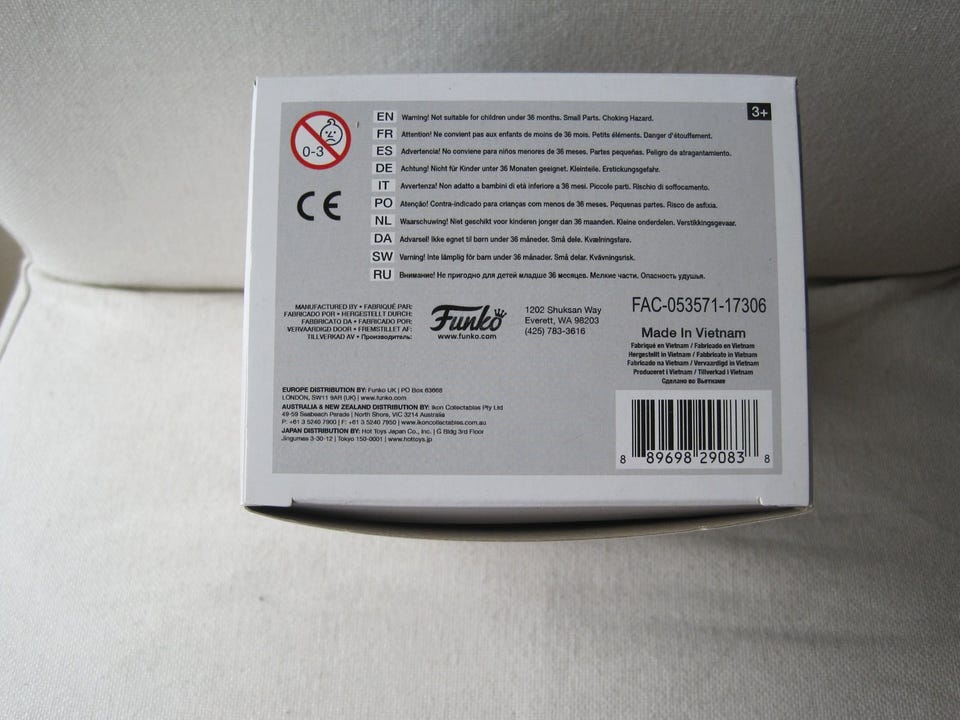 3+
0-3
EN Warning! Not suitable for children under 36 months. Small Parts. Choking Hazard.
FR Attention! Ne convient pas aux enfants de moins de 36 mois. Petits éléments. Danger d'étouffement.
ES Advertencia! No conviene para niños menores de 36 meses. Partes pequeñas. Peligro de atragantamiento.
DE Achtung! Nicht für Kinder unter 36 Monaten geeignet. Kleinteile. Erstickungsgefahr.
IT Avvertenza! Non adatto a bambini di età inferiore a 36 mesi. Piccole parti. Rischio di soffocamento.
PO Atenção! Contra-indicado para crianças com menos de 36 meses. Pequenas partes. Risco de asfixia.
NL Waarschuwing! Niet geschikt voor kinderen jonger dan 36 maanden. Kleine onderdelen. Verstikkingsgevaar.
DA Advarsel! Ikke egnet til børn under 36 måneder. Små dele. Kvælningsfare.
SW Varning! Inte lämplig för barn under 36 månader. Små delar. Kvävningsrisk.
RU Внимание! Не пригодно для детей младше 36 месяцев. Мелкие части. Опасность удушья.
CE
MANUFACTURED BY • FABRIQUÉ PAR:
FABRICADO POR • HERGESTELLT DURCH:
FABBRICATO DA • FABRICADO POR:
VERVAARDIGD DOOR • FREMSTILLET AF:
TILLVERKAD AV • Производитель:
Funko
www.funko.com
1202 Shuksan Way
Everett, WA 98203
(425) 783-3616
FAC-053571-17306
Made In Vietnam
Fabriqué en Vietnam / Fabricado en Vietnam
Hergestellt in Vietnam / Fabbricato in Vietnam
Fabricado na Vietnam / Vervaardigd in Vietnam
Produceret i Vietnam / Tillverkad i Vietnam
Сделано во Вьетнаме
EUROPE DISTRIBUTION BY: Funko UK | PO Box 63668
LONDON, SW11 9AR (UK) | www.funko.com
AUSTRALIA & NEW ZEALAND DISTRIBUTION BY: Ikon Collectables Pty Ltd
49-59 Seabeach Parade | North Shore, VIC 3214 Australia
P: +61 3 5240 7900 | F: +61 3 5240 7950 | www.ikoncollectables.com.au
JAPAN DISTRIBUTION BY: Hot Toys Japan Co., Inc. | G Bldg 3rd Floor
Jingumae 3-30-12 | Tokyo 150-0001 | www.hottoys.jp
8 89698 29083 8